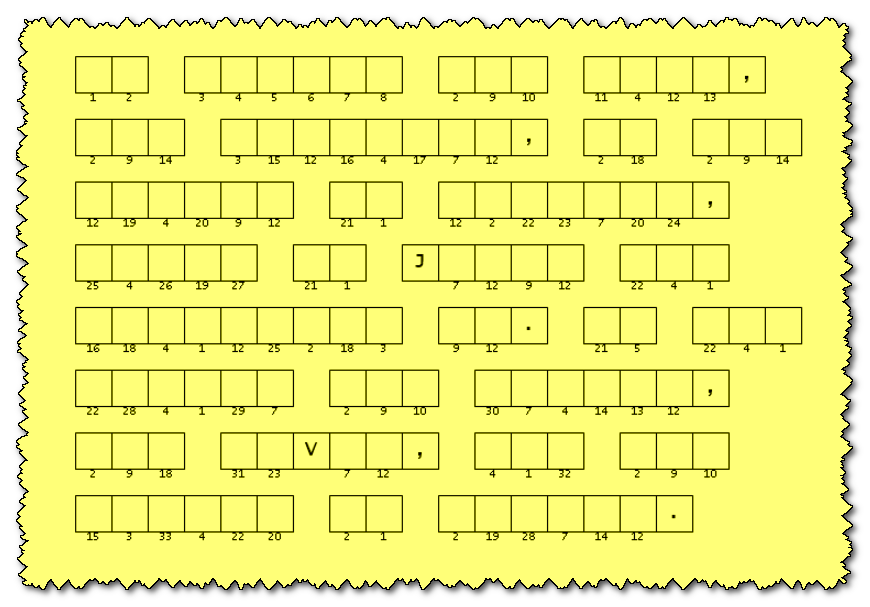 1 2 3 4 5 6 7 8 2 9 10 11 4 12 13 ,
2 9 14 3 15 12 16 4 17 7 12 , 2 18 2 9 14
12 19 4 20 9 12 21 1 12 2 22 23 7 20 24 ,
25 4 26 19 27 21 1 J 7 12 9 12 22 4 1
16 18 4 1 12 25 2 18 3 9 12 . 21 5 22 4 1
22 28 4 1 29 7 2 9 10 30 7 4 14 13 12 ,
2 9 18 31 23 V 7 12 , 4 1 32 2 9 10
15 3 33 4 22 20 2 1 2 19 28 7 14 12 .